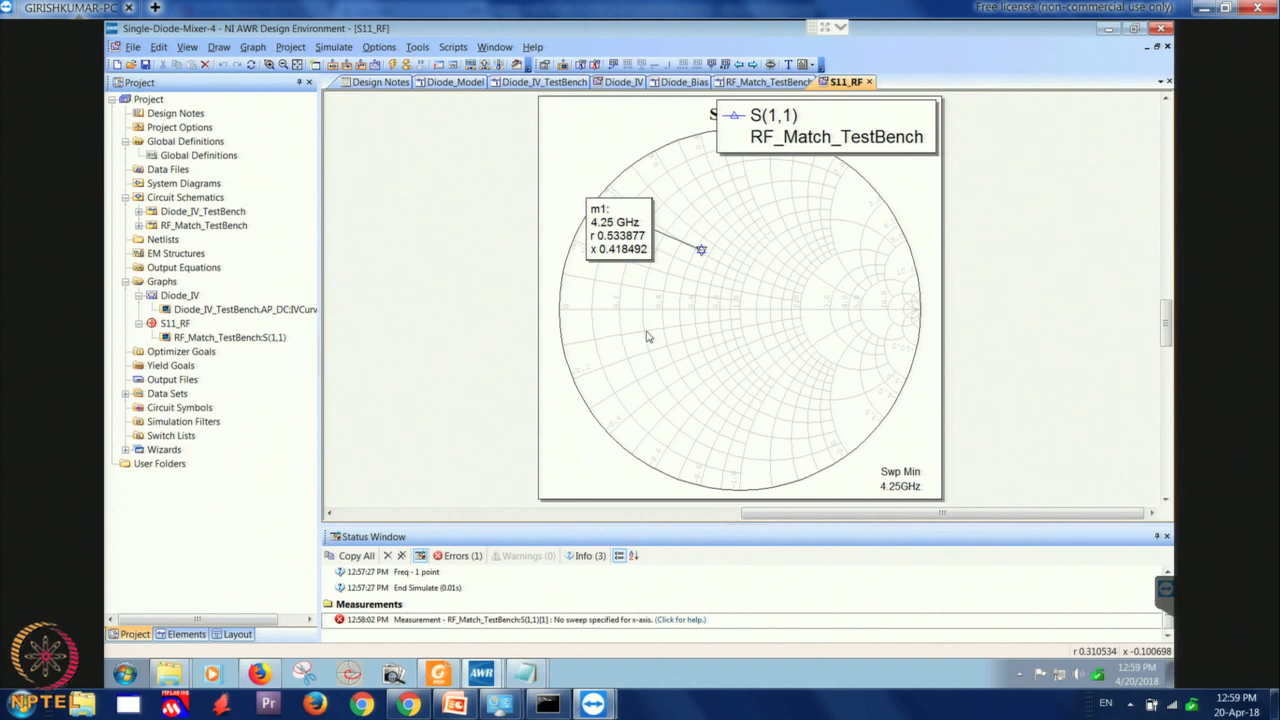 GIRISHKUMAR-PC
Free license (non-commercial use only)
Single-Diode-Mixer-4 - NI AWR Design Environment - [S11_RF]
File Edit View Draw Graph Project Simulate Options Tools Scripts Window Help
Project
Design Notes Diode_Model Diode_IV_TestBench Diode_IV Diode_Bias RF_Match_TestBench S11_RF
Project
Design Notes
Project Options
Global Definitions
Global Definitions
Data Files
System Diagrams
Circuit Schematics
Diode_IV_TestBench
RF_Match_TestBench
Netlists
EM Structures
Output Equations
Graphs
Diode_IV
Diode_IV_TestBench.AP_DC:IVCurv
S11_RF
RF_Match_TestBench:S(1,1)
Optimizer Goals
Yield Goals
Output Files
Data Sets
Circuit Symbols
Simulation Filters
Switch Lists
Wizards
User Folders
S
S(1,1)
RF_Match_TestBench
m1:
4.25 GHz
r 0.533877
x 0.418492
Swp Min
4.25GHz
Status Window
Copy All Errors (1) Warnings (0) Info (3)
12:57:27 PM Freq - 1 point
12:57:27 PM End Simulate (0.01s)
Measurements
12:58:02 PM Measurement - RF_Match_TestBench:S(1,1)[1] : No sweep specified for x-axis. (Click for help.)
Project Elements Layout
r 0.310534 x -0.100698
AWR
12:59 PM
4/20/2018
NPTEL
Pr
EN
12:59 PM
20-Apr-18